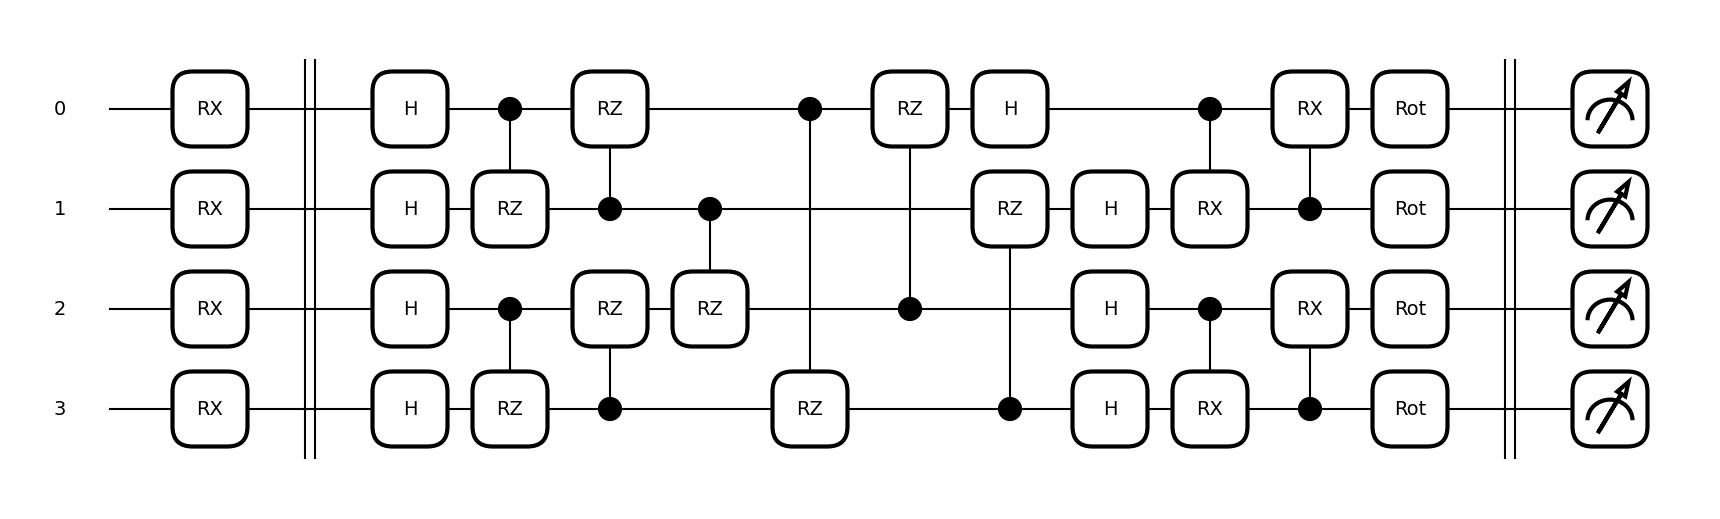 0 RX H RZ RZ H RX Rot
1 RX H RZ RZ H RX Rot
2 RX H RZ RZ H RX Rot
3 RX H RZ RZ H RX Rot